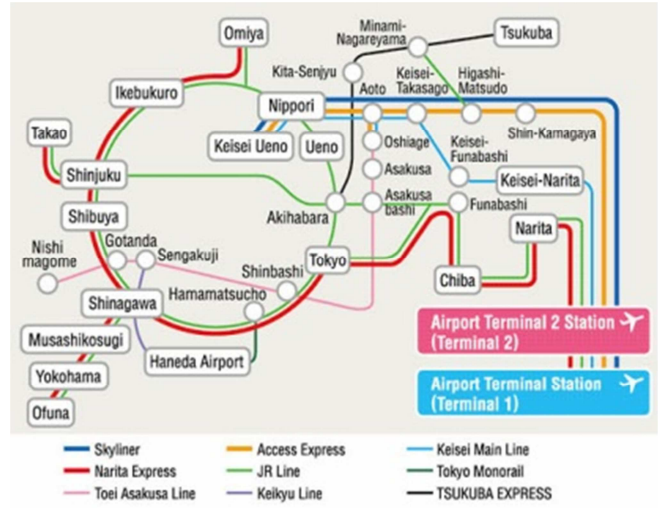 Omiya
Minami-
Nagareyama
Tsukuba
Kita-Senjyu
Ikebukuro
Nippori
Aoto
Keisei-
Takasago
Higashi-
Matsudo
Takao
Keisei Ueno
Ueno
Oshiage
Keisei-
Funabashi
Shin-Kamagaya
Shinjuku
Asakusa
Keisei-Narita
Shibuya
Akihabara
Asakusa
bashi
Funabashi
Nishi
magome
Gotanda
Sengakuji
Tokyo
Narita
Shinbashi
Chiba
Shinagawa
Hamamatsucho
Musashikosugi
Haneda Airport
Airport Terminal 2 Station
(Terminal 2)
Yokohama
Ofuna
Airport Terminal Station
(Terminal 1)
Skyliner
Access Express
Keisei Main Line
Narita Express
JR Line
Tokyo Monorail
Toei Asakusa Line
Keikyu Line
TSUKUBA EXPRESS